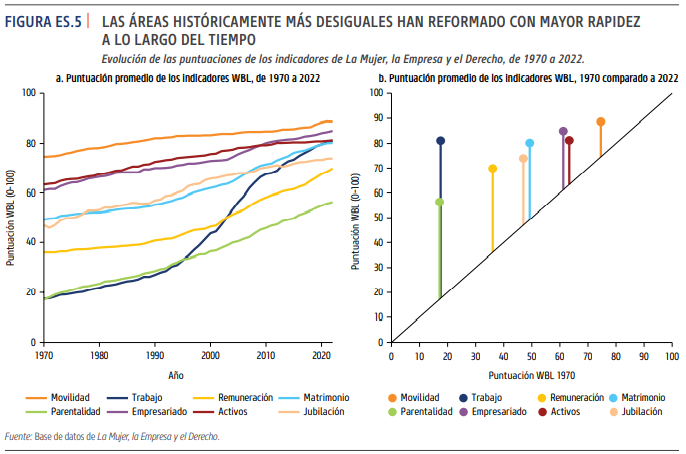 FIGURA ES.5 | LAS ÁREAS HISTÓRICAMENTE MÁS DESIGUALES HAN REFORMADO CON MAYOR RAPIDEZ
A LO LARGO DEL TIEMPO
Evolución de las puntuaciones de los indicadores de La Mujer, la Empresa y el Derecho, de 1970 a 2022.
a. Puntuación promedio de los indicadores WBL, de 1970 a 2022
100
80
60
40
20
0
Puntuación WBL (0–100)
1970 1980 1990 2000 2010 2020
Año
Movilidad Trabajo Remuneración Matrimonio
Parentalidad Empresariado Activos Jubilación
b. Puntuación promedio de los indicadores WBL, 1970 comparado a 2022
100
90
80
70
60
50
40
30
20
10
0
Puntuación WBL (0–100)
0 10 20 30 40 50 60 70 80 90 100
Puntuación WBL 1970
Movilidad Trabajo Remuneración Matrimonio
Parentalidad Empresariado Activos Jubilación
Fuente: Base de datos de La Mujer, la Empresa y el Derecho.